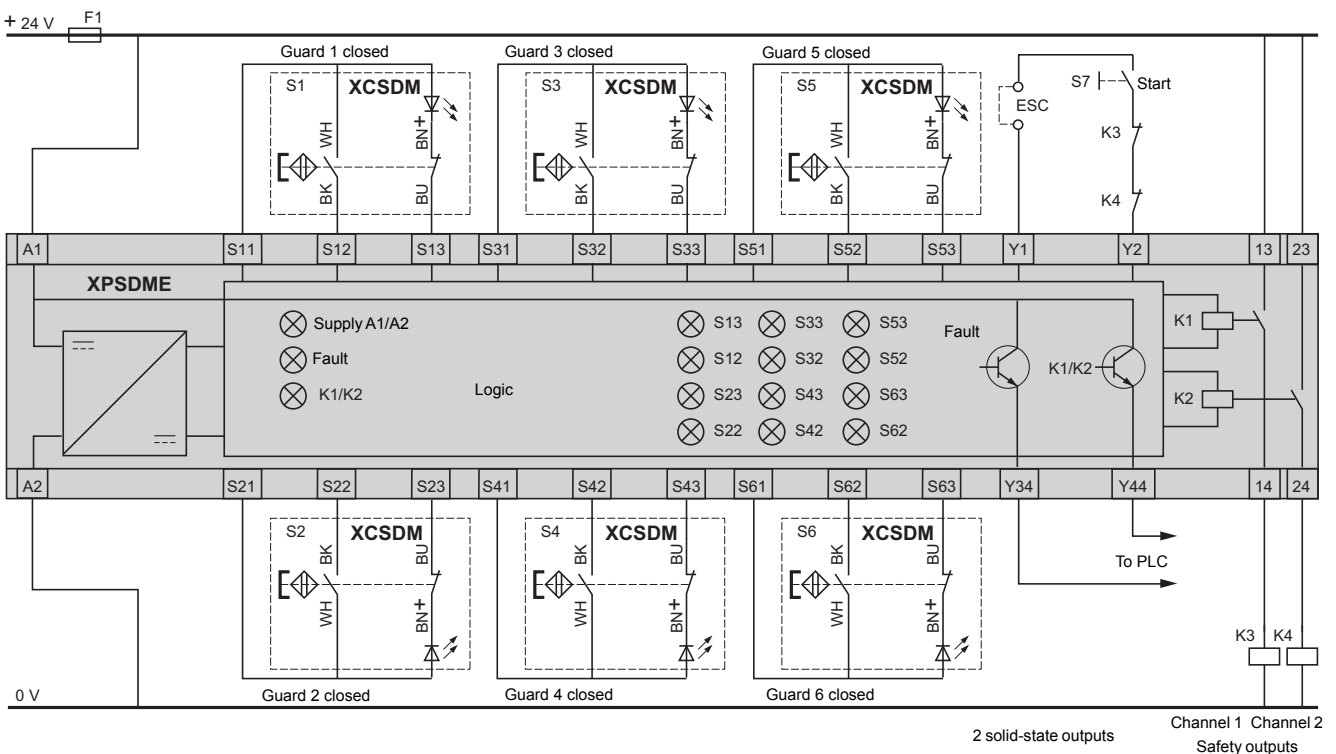 + 24 V
F1
Guard 1 closed
Guard 3 closed
Guard 5 closed
S1 XCSDM
S3 XCSDM
S5 XCSDM
S7 Start
ESC
WH BN+
WH BN+
WH BN+
K3
BK BU
BK BU
BK BU
K4
A1 S11 S12 S13 S31 S32 S33 S51 S52 S53 Y1 Y2 13 23
XPSDME
Supply A1/A2
S13 S33 S53
Fault
K1
Fault
S12 S32 S52
K1/K2
K1/K2
Logic
S23 S43 S63
K2
S22 S42 S62
A2 S21 S22 S23 S41 S42 S43 S61 S62 S63 Y34 Y44 14 24
S2 XCSDM
S4 XCSDM
S6 XCSDM
BK BU
BK BU
BK BU
To PLC
WH BN+
WH BN+
WH BN+
K3 K4
Guard 2 closed
Guard 4 closed
Guard 6 closed
0 V
2 solid-state outputs
Channel 1 Channel 2
Safety outputs